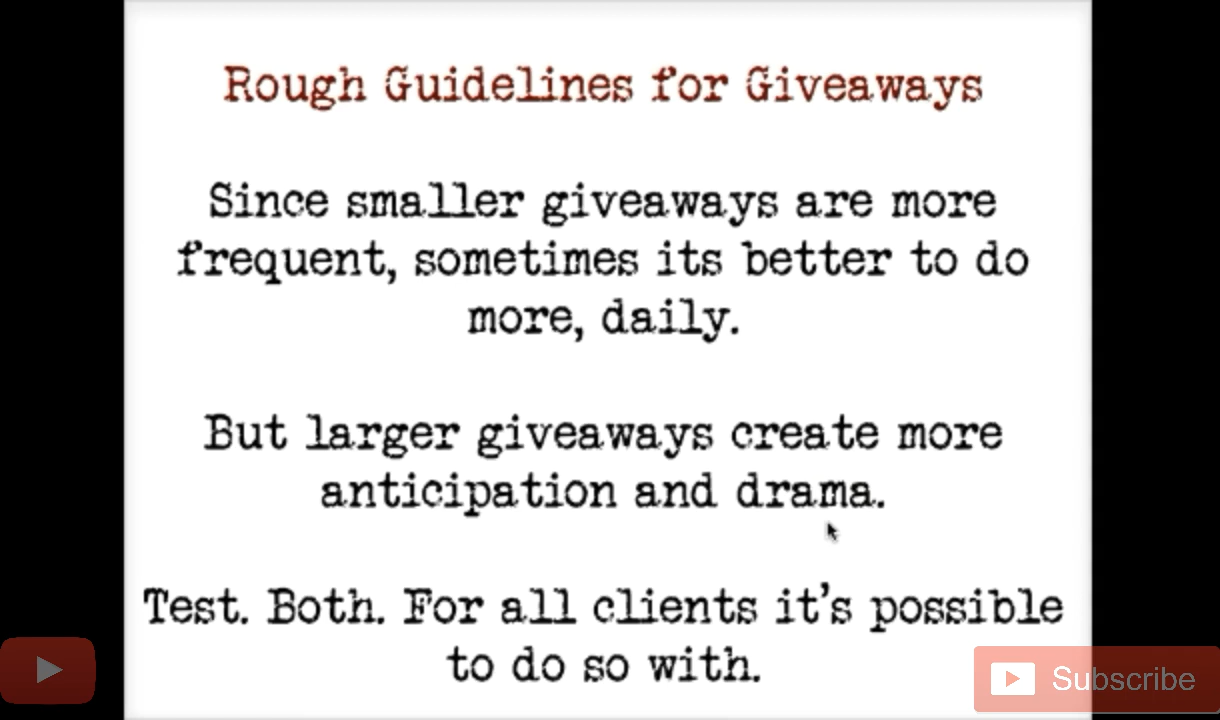 Rough Guidelines for Giveaways
Since smaller giveaways are more
frequent, sometimes its better to do
more, daily.
But larger giveaways create more
anticipation and drama.
Test. Both. For all clients it's possible
to do so with.
Subscribe